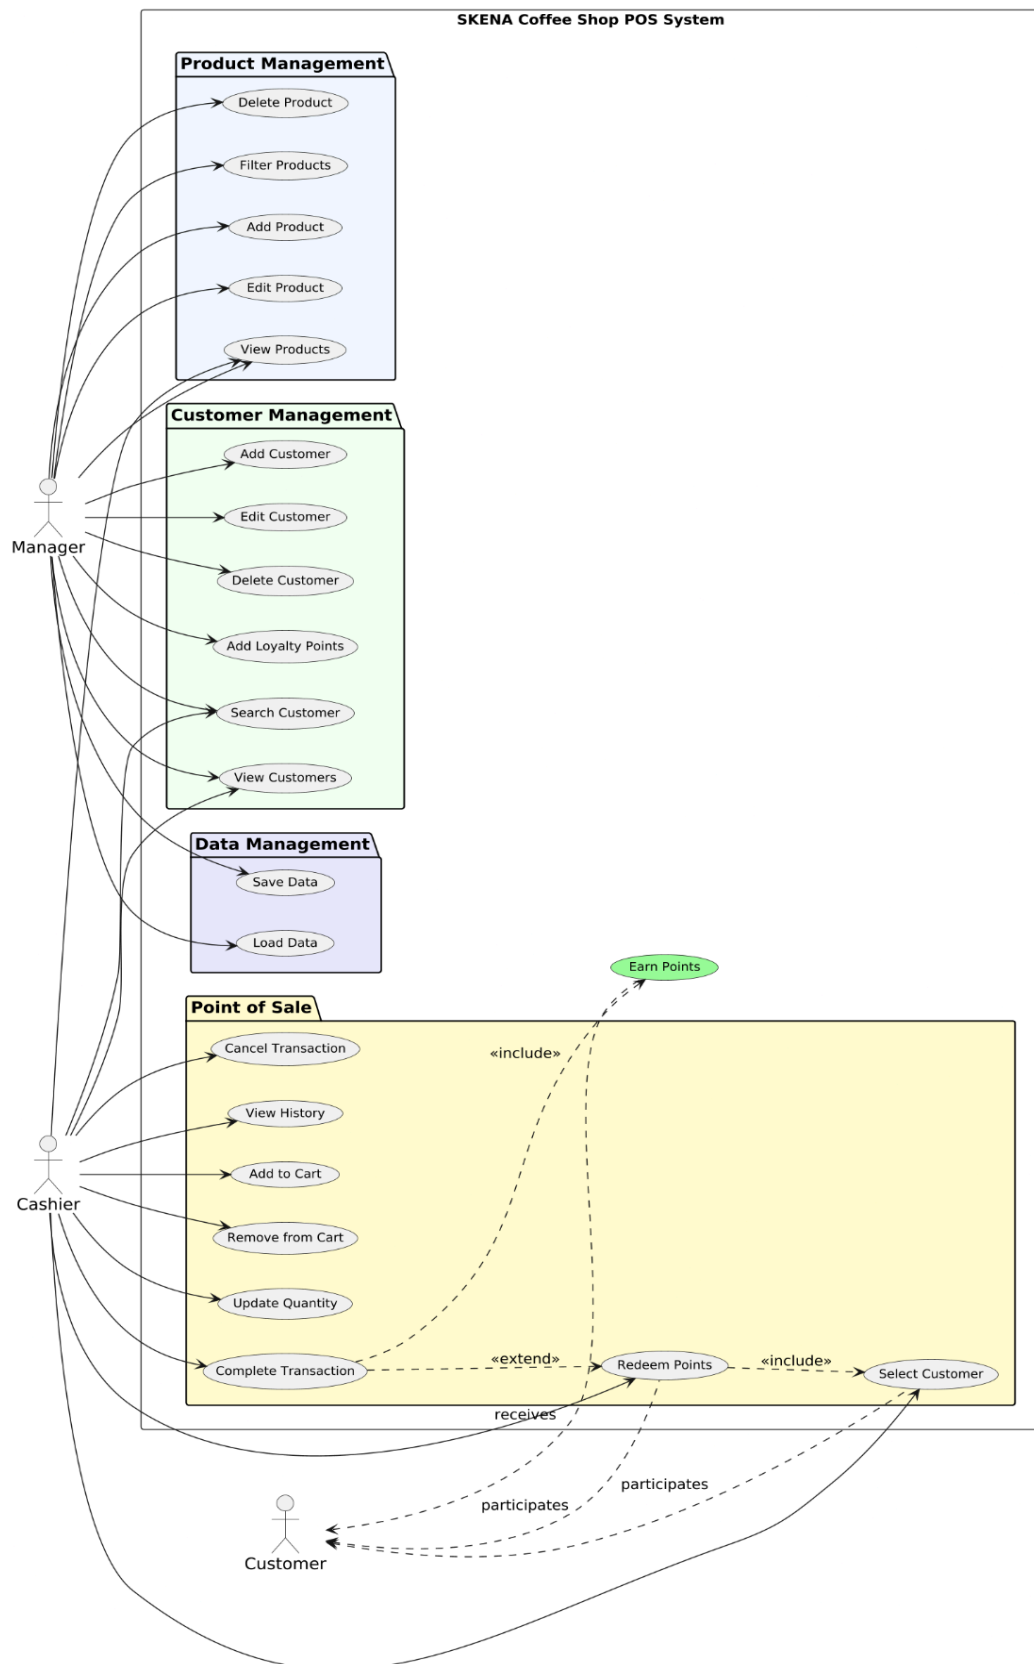 SKENA Coffee Shop POS System
Product Management
Delete Product
Filter Products
Add Product
Edit Product
View Products
Customer Management
Add Customer
Edit Customer
Manager
Delete Customer
Add Loyalty Points
Search Customer
View Customers
Data Management
Save Data
Load Data
Earn Points
Point of Sale
Cancel Transaction
«include»
View History
Add to Cart
Cashier
Remove from Cart
Update Quantity
Complete Transaction
«extend»
Redeem Points
«include»
Select Customer
receives
participates
participates
Customer